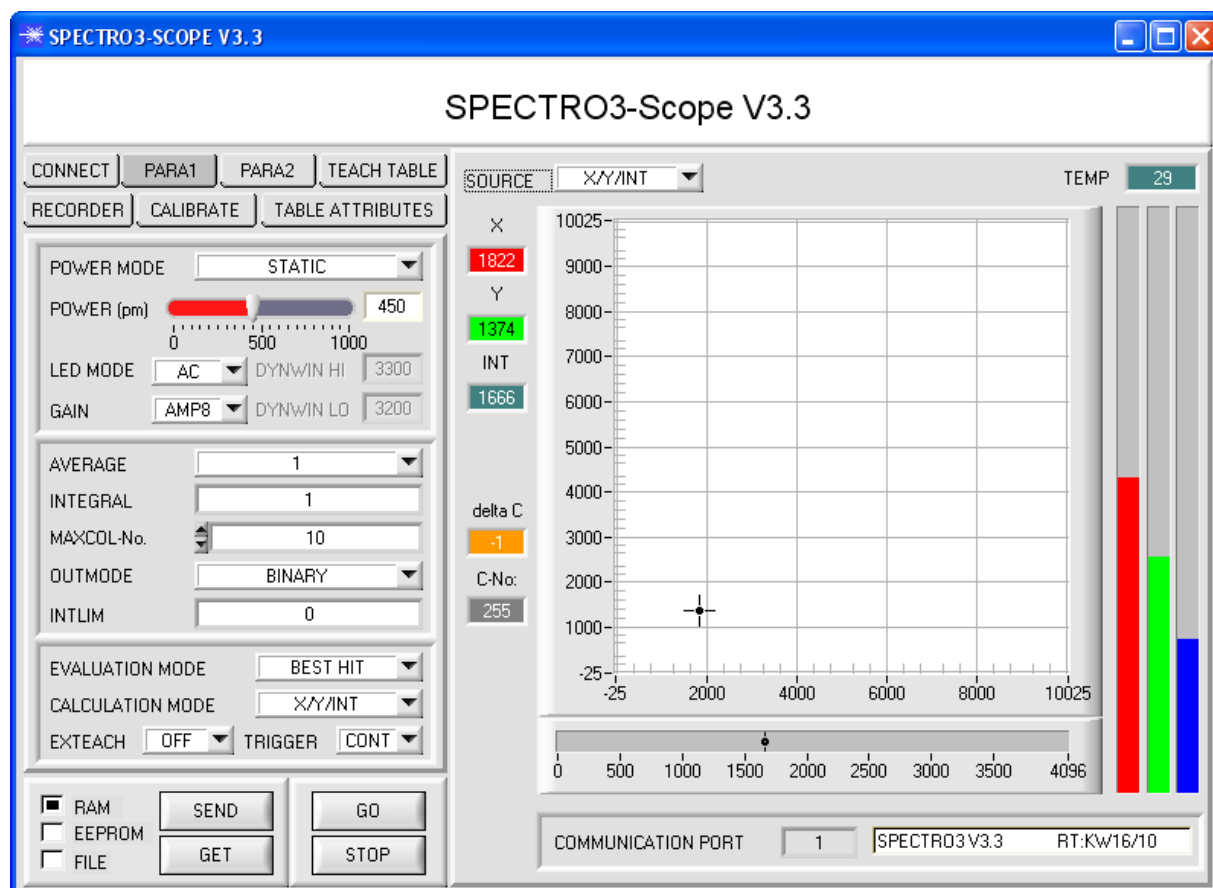 SPECTRO3-SCOPE V3.3
SPECTRO3-Scope V3.3
CONNECT PARA1 PARA2 TEACH TABLE
RECORDER CALIBRATE TABLE ATTRIBUTES
POWER MODE STATIC
POWER (pm) 450
0 500 1000
LED MODE AC DYNWIN HI 3300
GAIN AMP8 DYNWIN LO 3200
AVERAGE 1
INTEGRAL 1
MAXCOL-No. 10
OUTMODE BINARY
INTLIM 0
EVALUATION MODE BEST HIT
CALCULATION MODE X/Y/INT
EXTEACH OFF TRIGGER CONT
RAM
EEPROM
FILE
SEND
GET
GO
STOP
SOURCE X/Y/INT
TEMP 29
X
1822
Y
1374
INT
1666
delta C
-1
C-No:
255
10025
9000
8000
7000
6000
5000
4000
3000
2000
1000
-25
-25 2000 4000 6000 8000 10025
0 500 1000 1500 2000 2500 3000 3500 4096
COMMUNICATION PORT 1 SPECTRO3 V3.3 RT:KW16/10